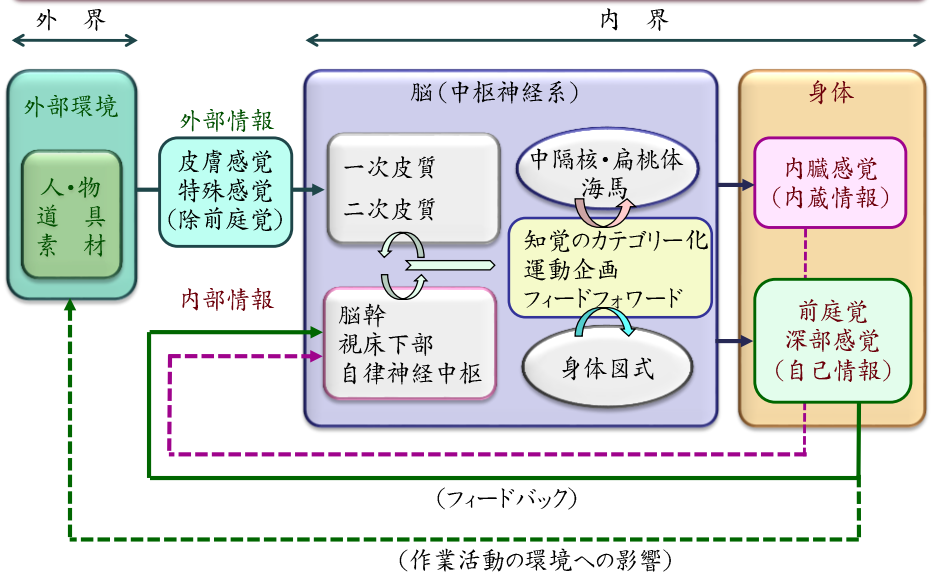 外 界
内 界
外部環境
人・物
道 具
素 材
外部情報
皮膚感覚
特殊感覚
(除前庭覚)
脳(中枢神経系)
一次皮質
二次皮質
中隔核・扁桃体
海馬
知覚のカテゴリー化
運動企画
フィードフォワード
内部情報
脳幹
視床下部
自律神経中枢
身体図式
身体
内臓感覚
(内蔵情報)
前庭覚
深部感覚
(自己情報)
(フィードバック)
(作業活動の環境への影響)